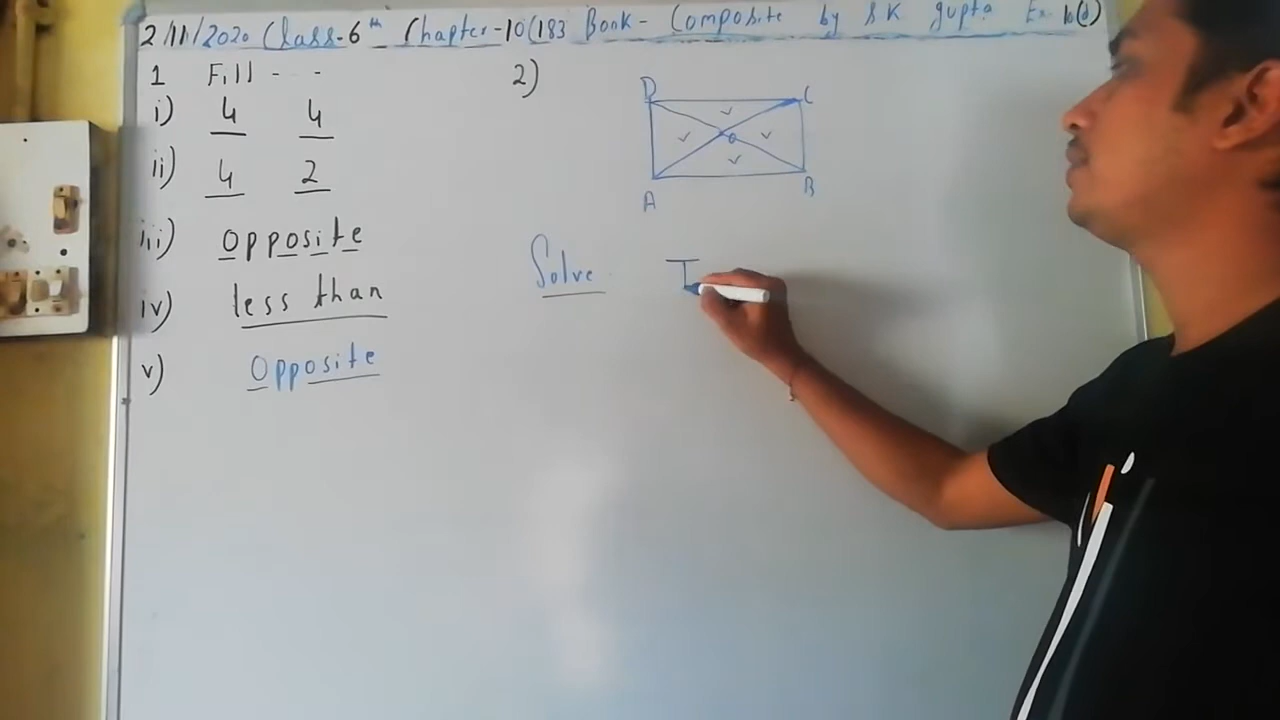 2/11/2020 Class-6th Chapter-10(183 Book- Composite by S K gupta Ex 10(d)
1 Fill - - -
i) 4 4
ii) 4 2
iii) Opposite
iv) less than
v) Opposite
2)
D C
O
A B
Solve I